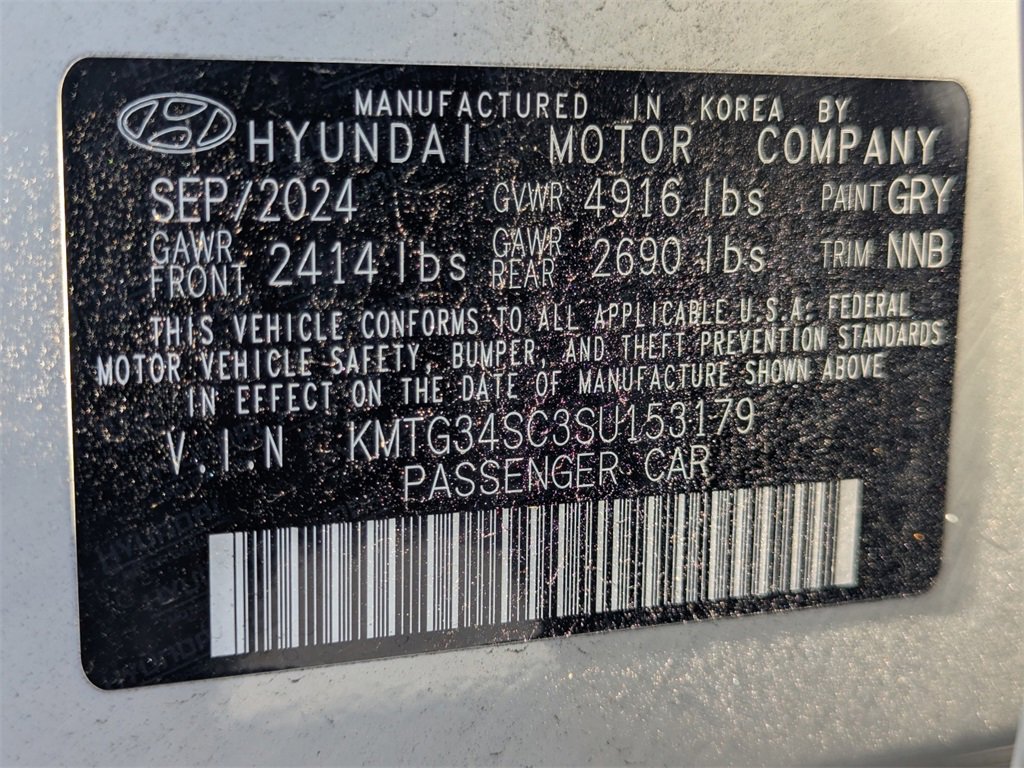 MANUFACTURED IN KOREA BY
HYUNDAI MOTOR COMPANY
SEP/2024 GVWR 4916 lbs PAINT GRY
GAWR FRONT 2414 lbs GAWR REAR 2690 lbs TRIM NNB
THIS VEHICLE CONFORMS TO ALL APPLICABLE U.S.A. FEDERAL
MOTOR VEHICLE SAFETY, BUMPER, AND THEFT PREVENTION STANDARDS
IN EFFECT ON THE DATE OF MANUFACTURE SHOWN ABOVE
V.I.N KMTG34SC3SU153179
PASSENGER CAR